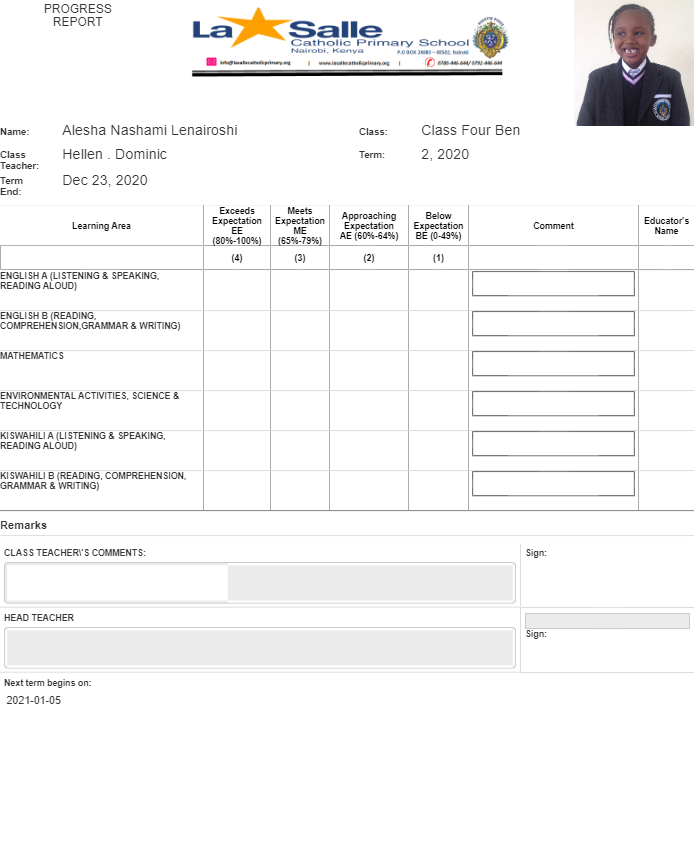 PROGRESS
REPORT
La Salle
Catholic Primary School
Nairobi, Kenya
P.O BOX 24083 – 00502, Nairobi
info@lasallecatholicprimary.org | www.lasallecatholicprimary.org | 0780-446-644/ 0792-446-644
Name: Alesha Nashami Lenairoshi Class: Class Four Ben
Class Teacher: Hellen . Dominic Term: 2, 2020
Term End: Dec 23, 2020
Learning Area
Exceeds
Expectation
EE
(80%-100%)
Meets
Expectation
ME
(65%-79%)
Approaching
Expectation
AE (60%-64%)
Below
Expectation
BE (0-49%)
Comment
Educator's
Name
(4) (3) (2) (1)
ENGLISH A (LISTENING & SPEAKING,
READING ALOUD)
ENGLISH B (READING,
COMPREHENSION,GRAMMAR & WRITING)
MATHEMATICS
ENVIRONMENTAL ACTIVITIES, SCIENCE &
TECHNOLOGY
KISWAHILI A (LISTENING & SPEAKING,
READING ALOUD)
KISWAHILI B (READING, COMPREHENSION,
GRAMMAR & WRITING)
Remarks
CLASS TEACHER\'S COMMENTS: Sign:
HEAD TEACHER
Sign:
Next term begins on:
2021-01-05